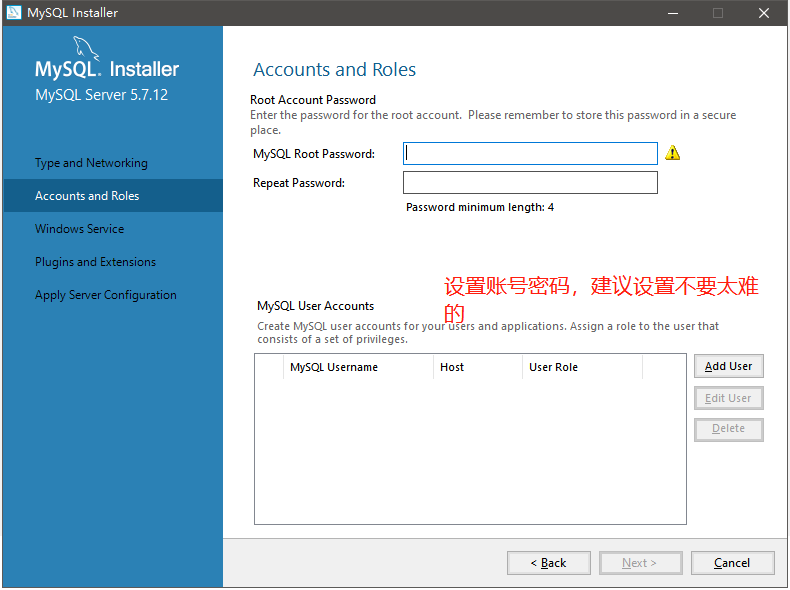 MySQL Installer
MySQL. Installer
MySQL Server 5.7.12
Type and Networking
Accounts and Roles
Windows Service
Plugins and Extensions
Apply Server Configuration
Accounts and Roles
Root Account Password
Enter the password for the root account.  Please remember to store this password in a secure
place.
MySQL Root Password:
Repeat Password:
Password minimum length: 4
设置账号密码，建议设置不要太难
的
MySQL User Accounts
Create MySQL user accounts for your users and applications. Assign a role to the user that
consists of a set of privileges.
MySQL Username Host User Role
Add User
Edit User
Delete
< Back Next > Cancel